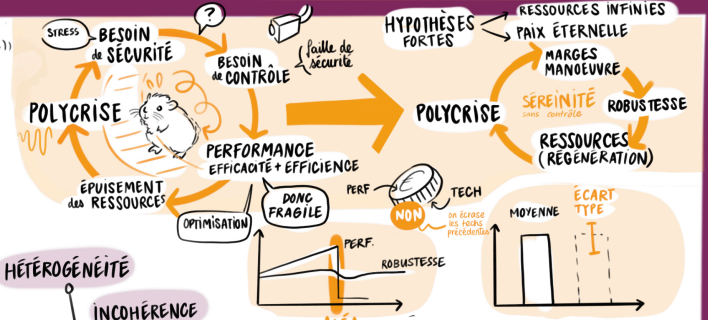 STRESS
BESOIN
de SÉCURITÉ
?
BESOIN
de CONTRÔLE
faille de
sécurité
POLYCRISE
PERFORMANCE
EFFICACITÉ + EFFICIENCE
ÉPUISEMENT
des RESSOURCES
OPTIMISATION
DONC
FRAGILE
HYPOTHÈSES
FORTES
RESSOURCES INFINIES
PAIX ÉTERNELLE
MARGES
MANOEUVRE
POLYCRISE
SÉREINITÉ
sans contrôle
ROBUSTESSE
RESSOURCES
(RÉGÉNÉRATION)
PERF
TECH
NON
on écrase
les techs
précédentes
PERF.
ROBUSTESSE
MOYENNE
ÉCART
TYPE
HÉTÉROGÉNÉITÉ
INCOHÉRENCE